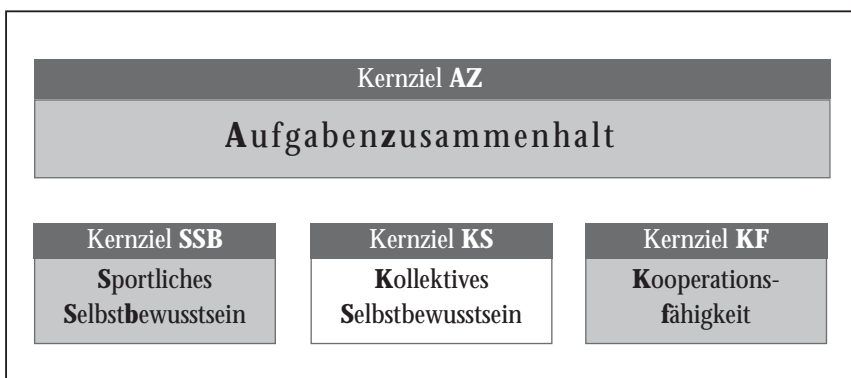 Kernziel AZ
Aufgabenzusammenhalt
Kernziel SSB
Sportliches
Selbstbewusstsein
Kernziel KS
Kollektives
Selbstbewusstsein
Kernziel KF
Kooperations-
fähigkeit